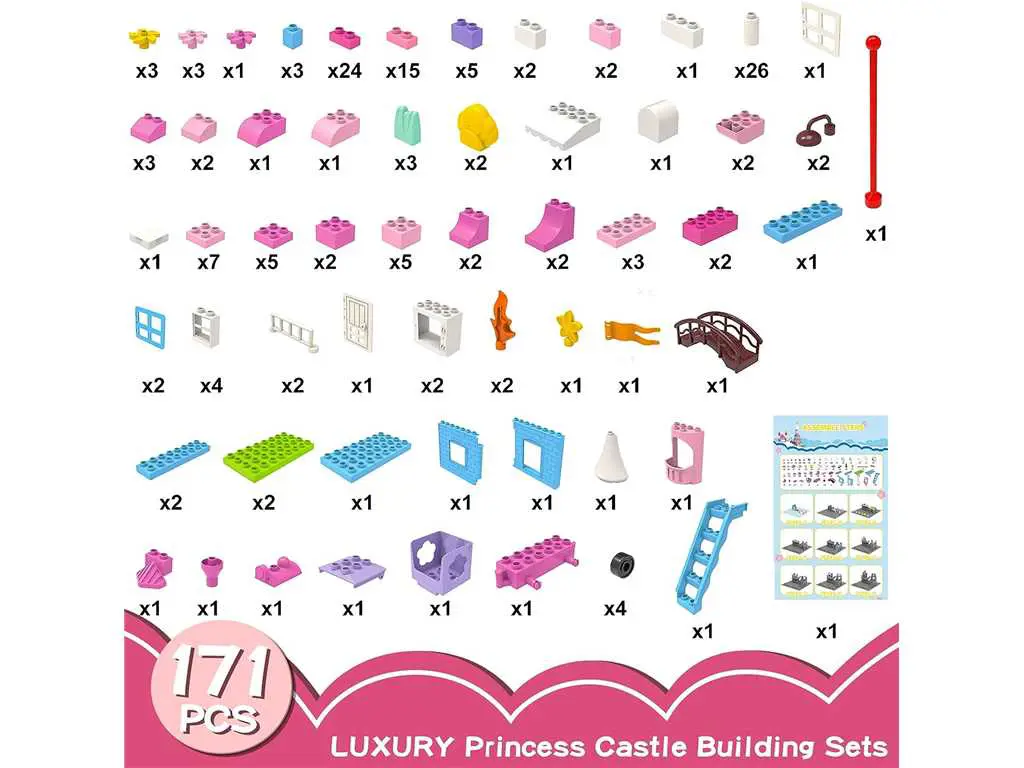 x3 x3 x1 x3 x24 x15 x5 x2 x2 x1 x26 x1
x3 x2 x1 x1 x3 x2 x1 x1 x2 x2
x1
x1 x7 x5 x2 x5 x2 x2 x3 x2 x1
x2 x4 x2 x1 x2 x2 x1 x1 x1
ASSEMBLE STEPS
x2 x2 x1 x1 x1 x1 x1
x1 x1 x1 x1 x1 x1 x4
x1 x1
171
PCS
LUXURY Princess Castle Building Sets